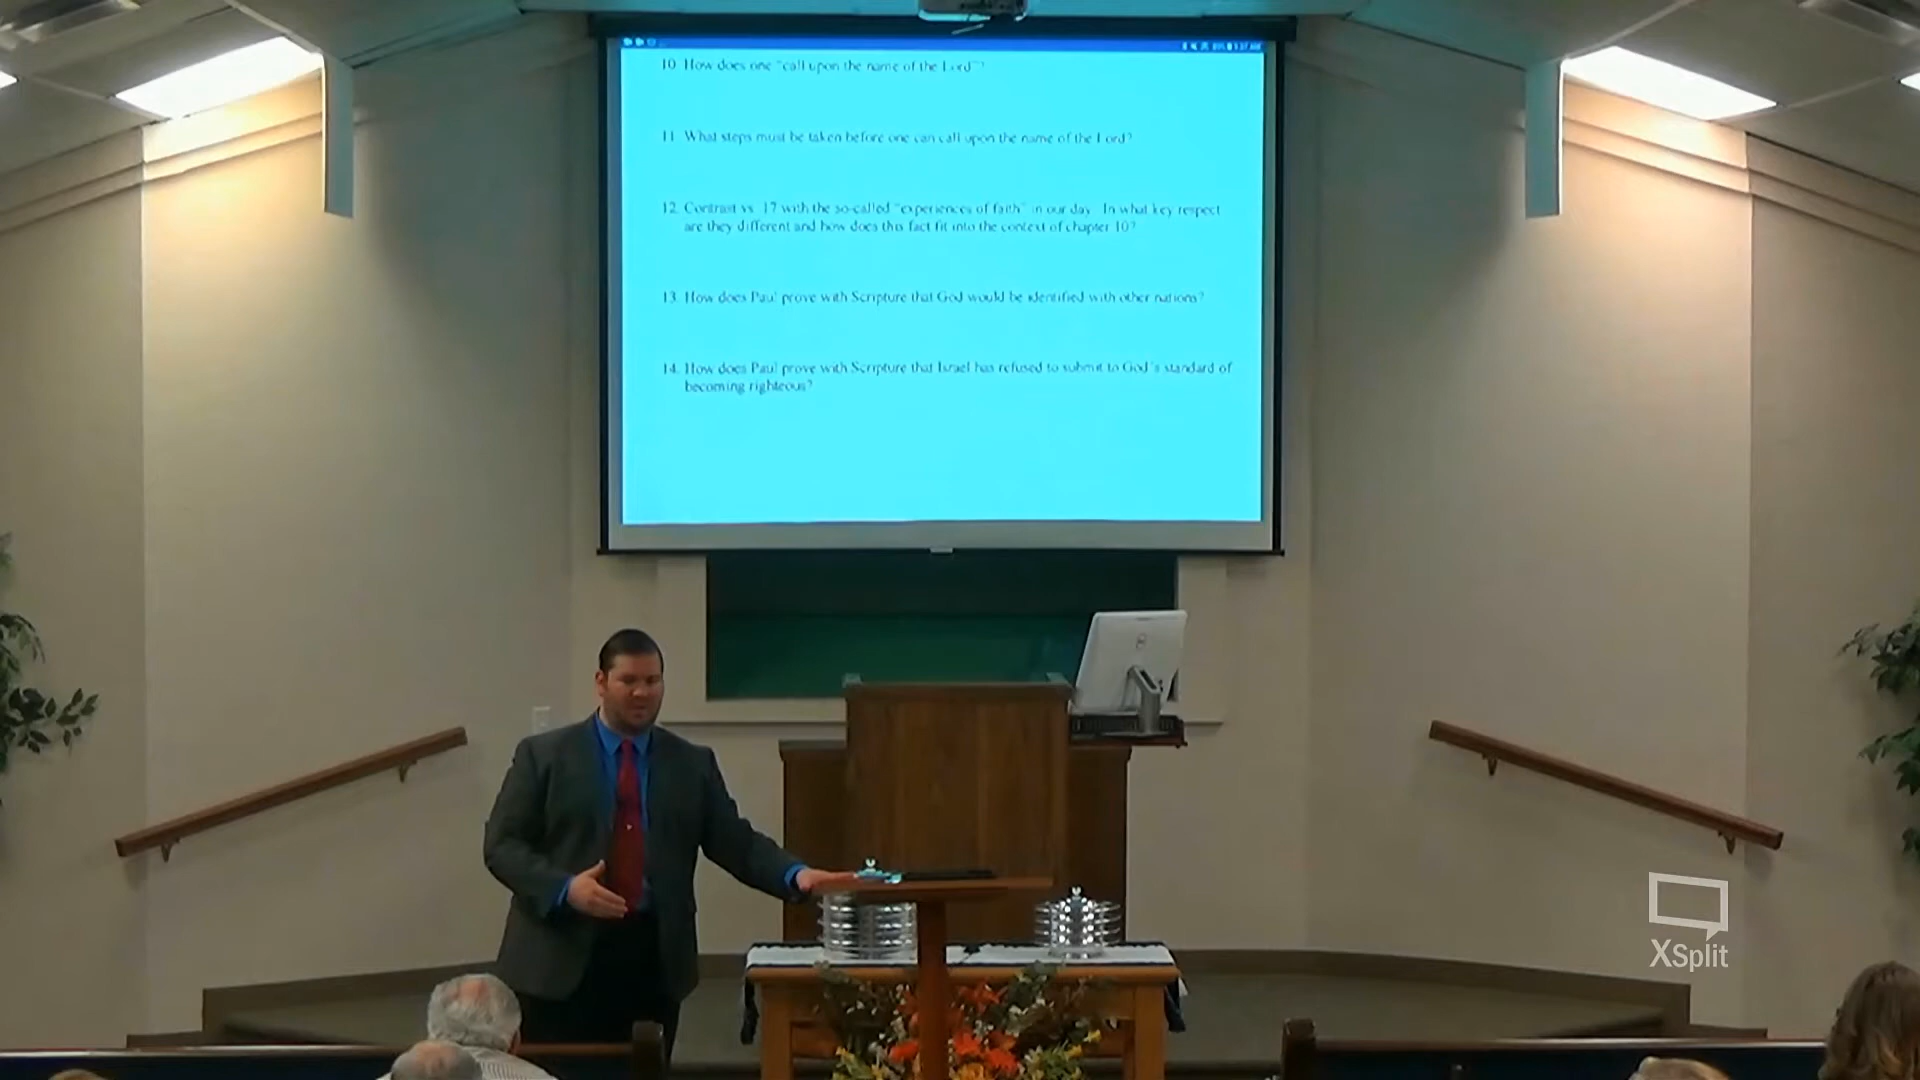 10. How does one "call upon the name of the Lord"?
11. What steps must be taken before one can call upon the name of the Lord?
12. Contrast vs. 17 with the so-called "experiences of faith" in our day. In what key respect
are they different and how does this fact fit into the context of chapter 10?
13. How does Paul prove with Scripture that God would be identified with other nations?
14. How does Paul prove with Scripture that Israel has refused to submit to God's standard of
becoming righteous?
XSplit